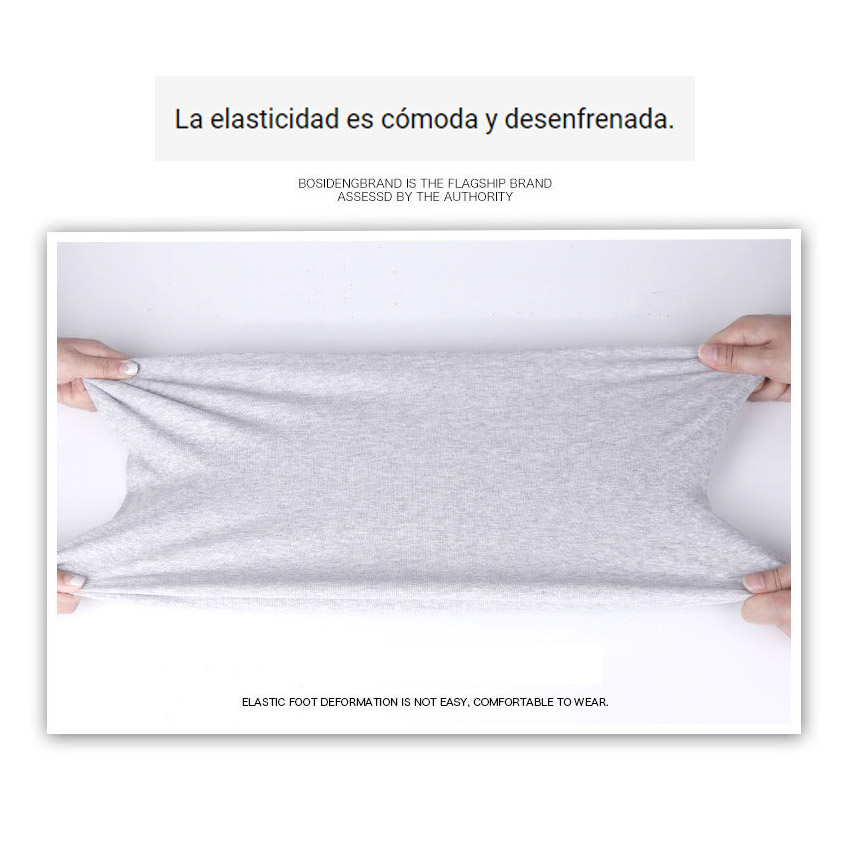 La elasticidad es cómoda y desenfrenada.
BOSIDENGBRAND IS THE FLAGSHIP BRAND
ASSESSD BY THE AUTHORITY
ELASTIC FOOT DEFORMATION IS NOT EASY, COMFORTABLE TO WEAR.